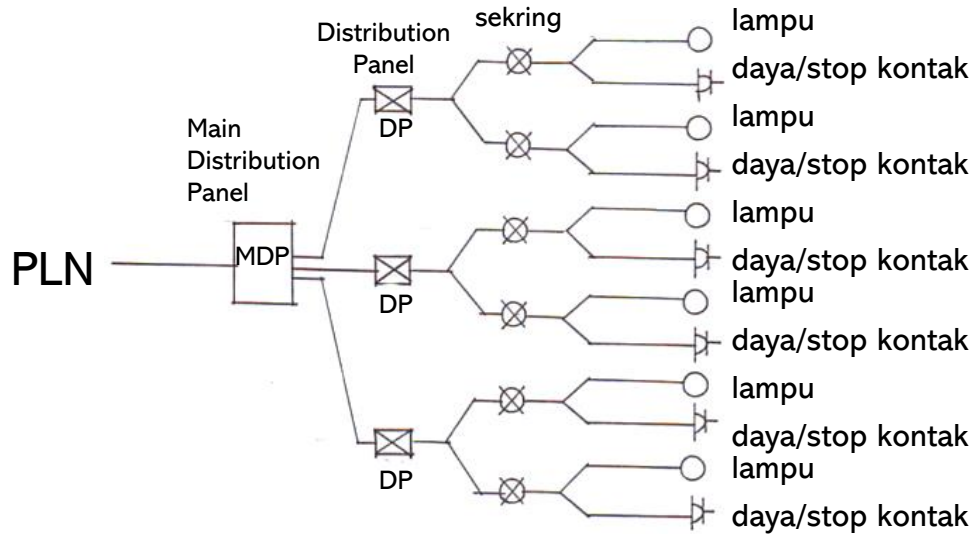 sekring
Distribution
Panel
DP
Main
Distribution
Panel
MDP
PLN
DP
DP
lampu
daya/stop kontak
lampu
daya/stop kontak
lampu
daya/stop kontak
lampu
daya/stop kontak
lampu
daya/stop kontak
lampu
daya/stop kontak